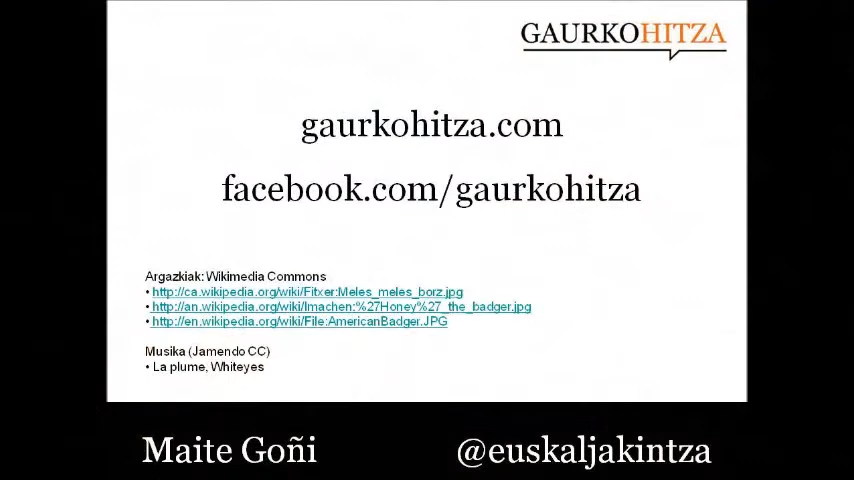 GAURKOHITZA
gaurkohitza.com
facebook.com/gaurkohitza
Argazkiak: Wikimedia Commons
• http://ca.wikipedia.org/wiki/Fitxer:Meles_meles_borz.jpg
• http://an.wikipedia.org/wiki/Imachen:%27Honey%27_the_badger.jpg
• http://en.wikipedia.org/wiki/File:AmericanBadger.JPG
Musika (Jamendo CC)
• La plume, Whiteyes
Maite Goñi @euskaljakintza